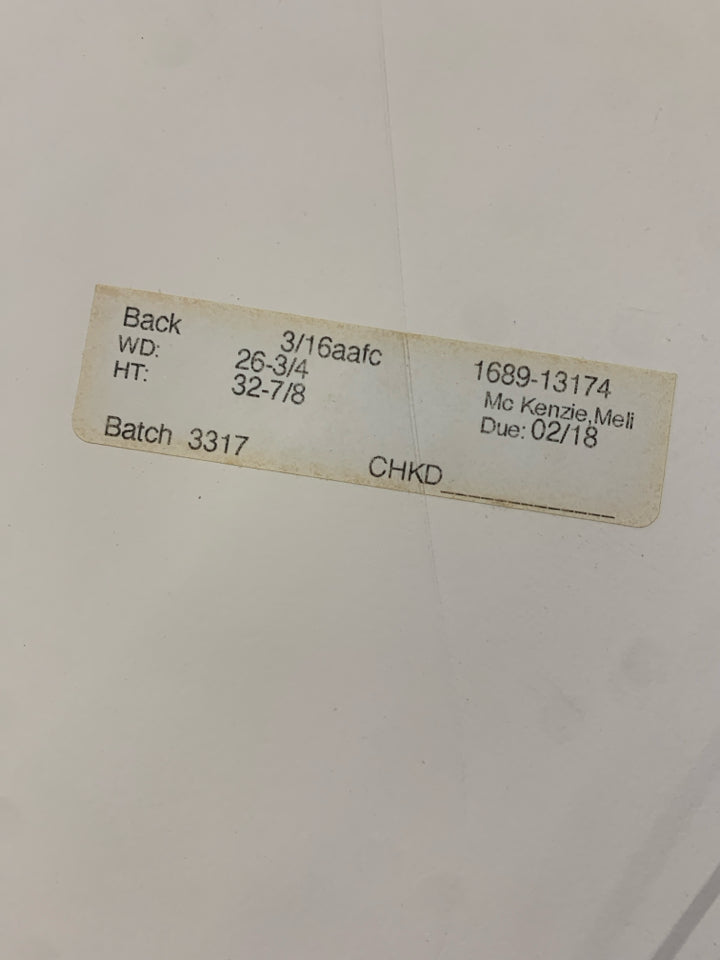 Back 3/16aafc 1689-13174
WD: 26-3/4 Mc Kenzie,Meli
HT: 32-7/8 Due: 02/18
Batch 3317 CHKD____________